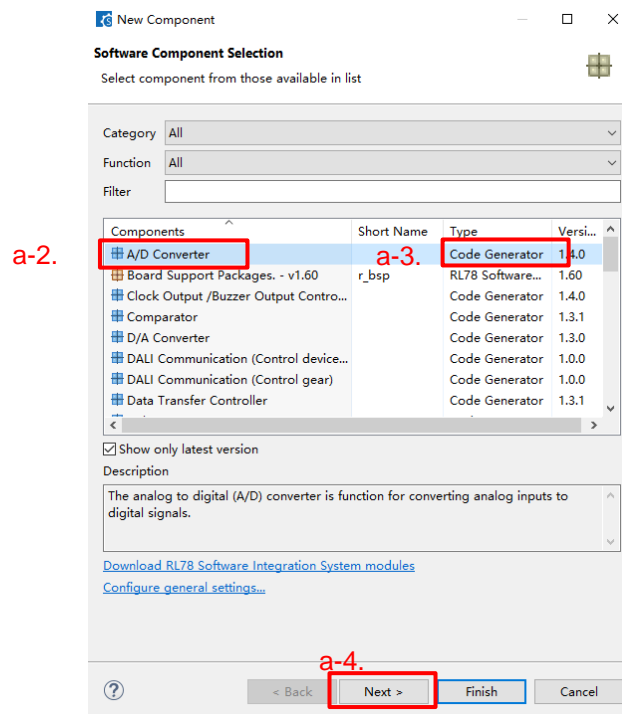 New Component
Software Component Selection
Select component from those available in list
Category All
Function All
Filter
Components Short Name Type Versi...
a-2. A/D Converter a-3. Code Generator 1.4.0
Board Support Packages. - v1.60 r_bsp RL78 Software... 1.60
Clock Output /Buzzer Output Contro... Code Generator 1.4.0
Comparator Code Generator 1.3.1
D/A Converter Code Generator 1.3.0
DALI Communication (Control device... Code Generator 1.0.0
DALI Communication (Control gear) Code Generator 1.0.0
Data Transfer Controller Code Generator 1.3.1
Show only latest version
Description
The analog to digital (A/D) converter is function for converting analog inputs to
digital signals.
Download RL78 Software Integration System modules
Configure general settings...
a-4.
? < Back Next > Finish Cancel